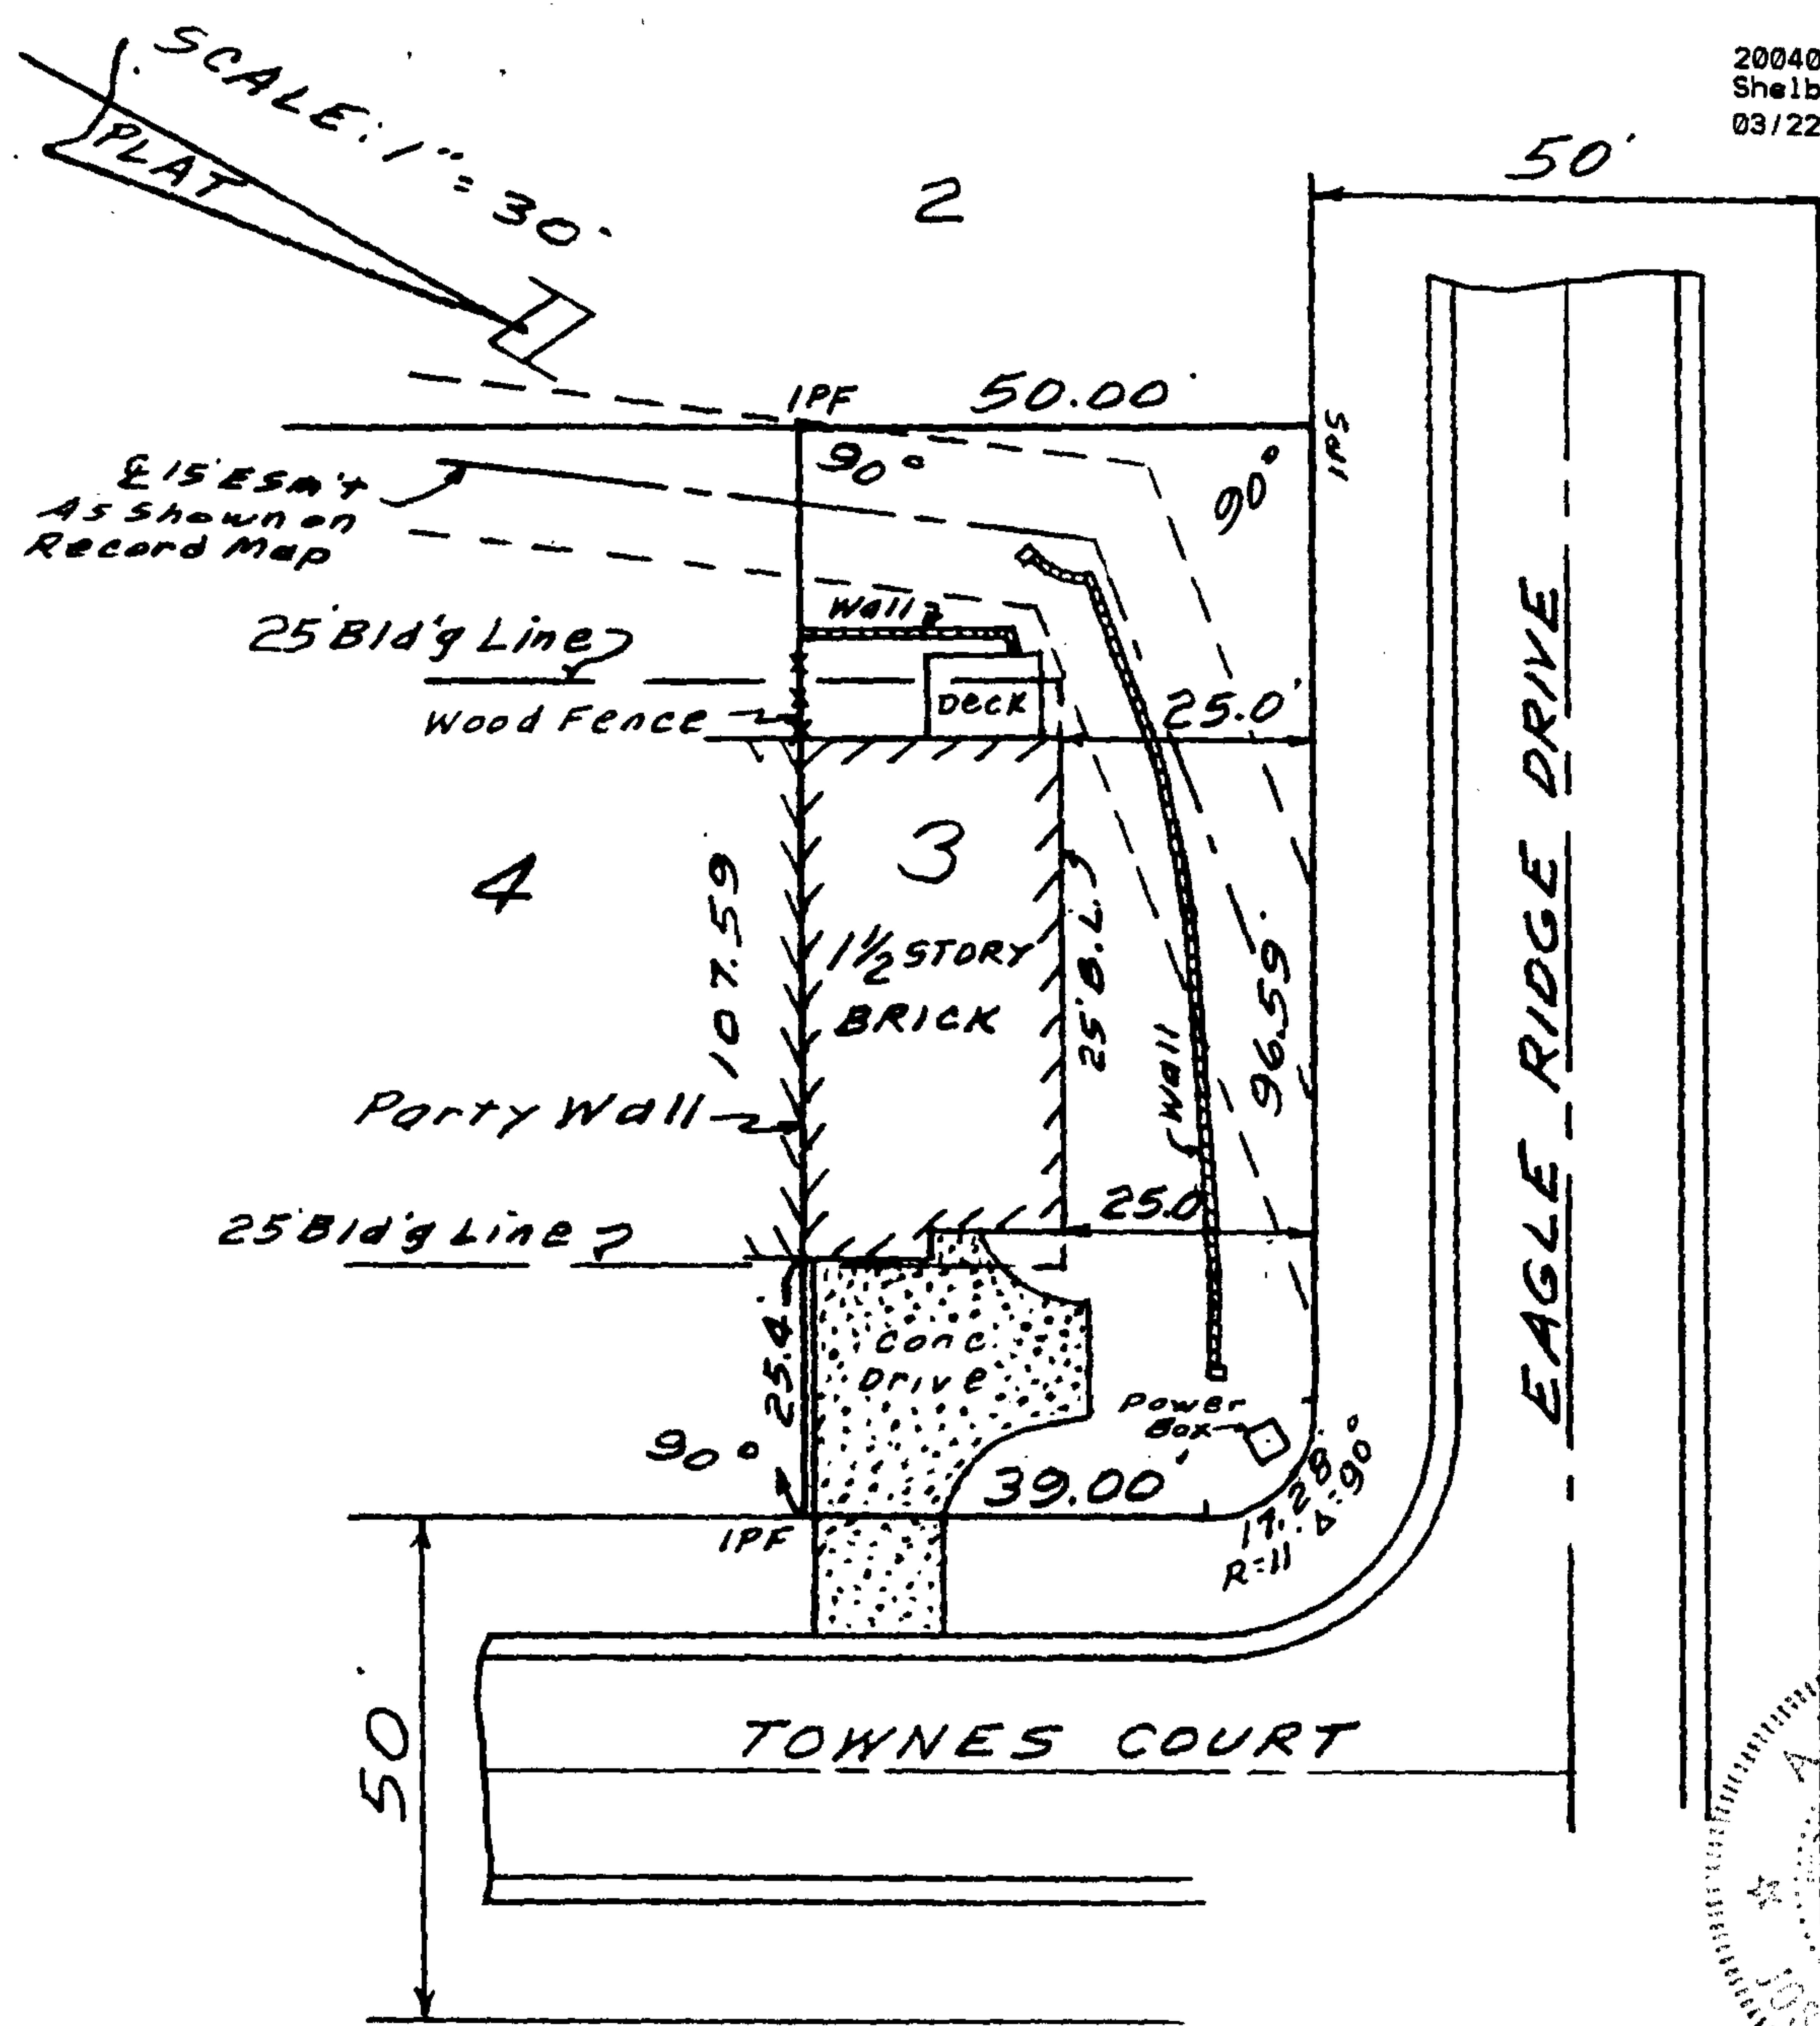 20040
Shelb
03/22
SCALE: 1" = 30'
PLAT
2
50'
IPF
50.00'
IPS
90°
90°
℄ 15' Esm't
As Shown on
Record Map
Wall
25' Bld'g Line
Deck
Wood Fence
25.0'
EAGLE RIDGE DRIVE
4
3
107.59
1½ STORY
BRICK
25' B.L.
96.59'
Wall
Party Wall
25.0'
25' Bld'g Line
25.4
Conc.
Drive
Power
Box
90°
39.00'
17.28'
Δ=90°
R=11'
IPF
50'
TOWNES COURT